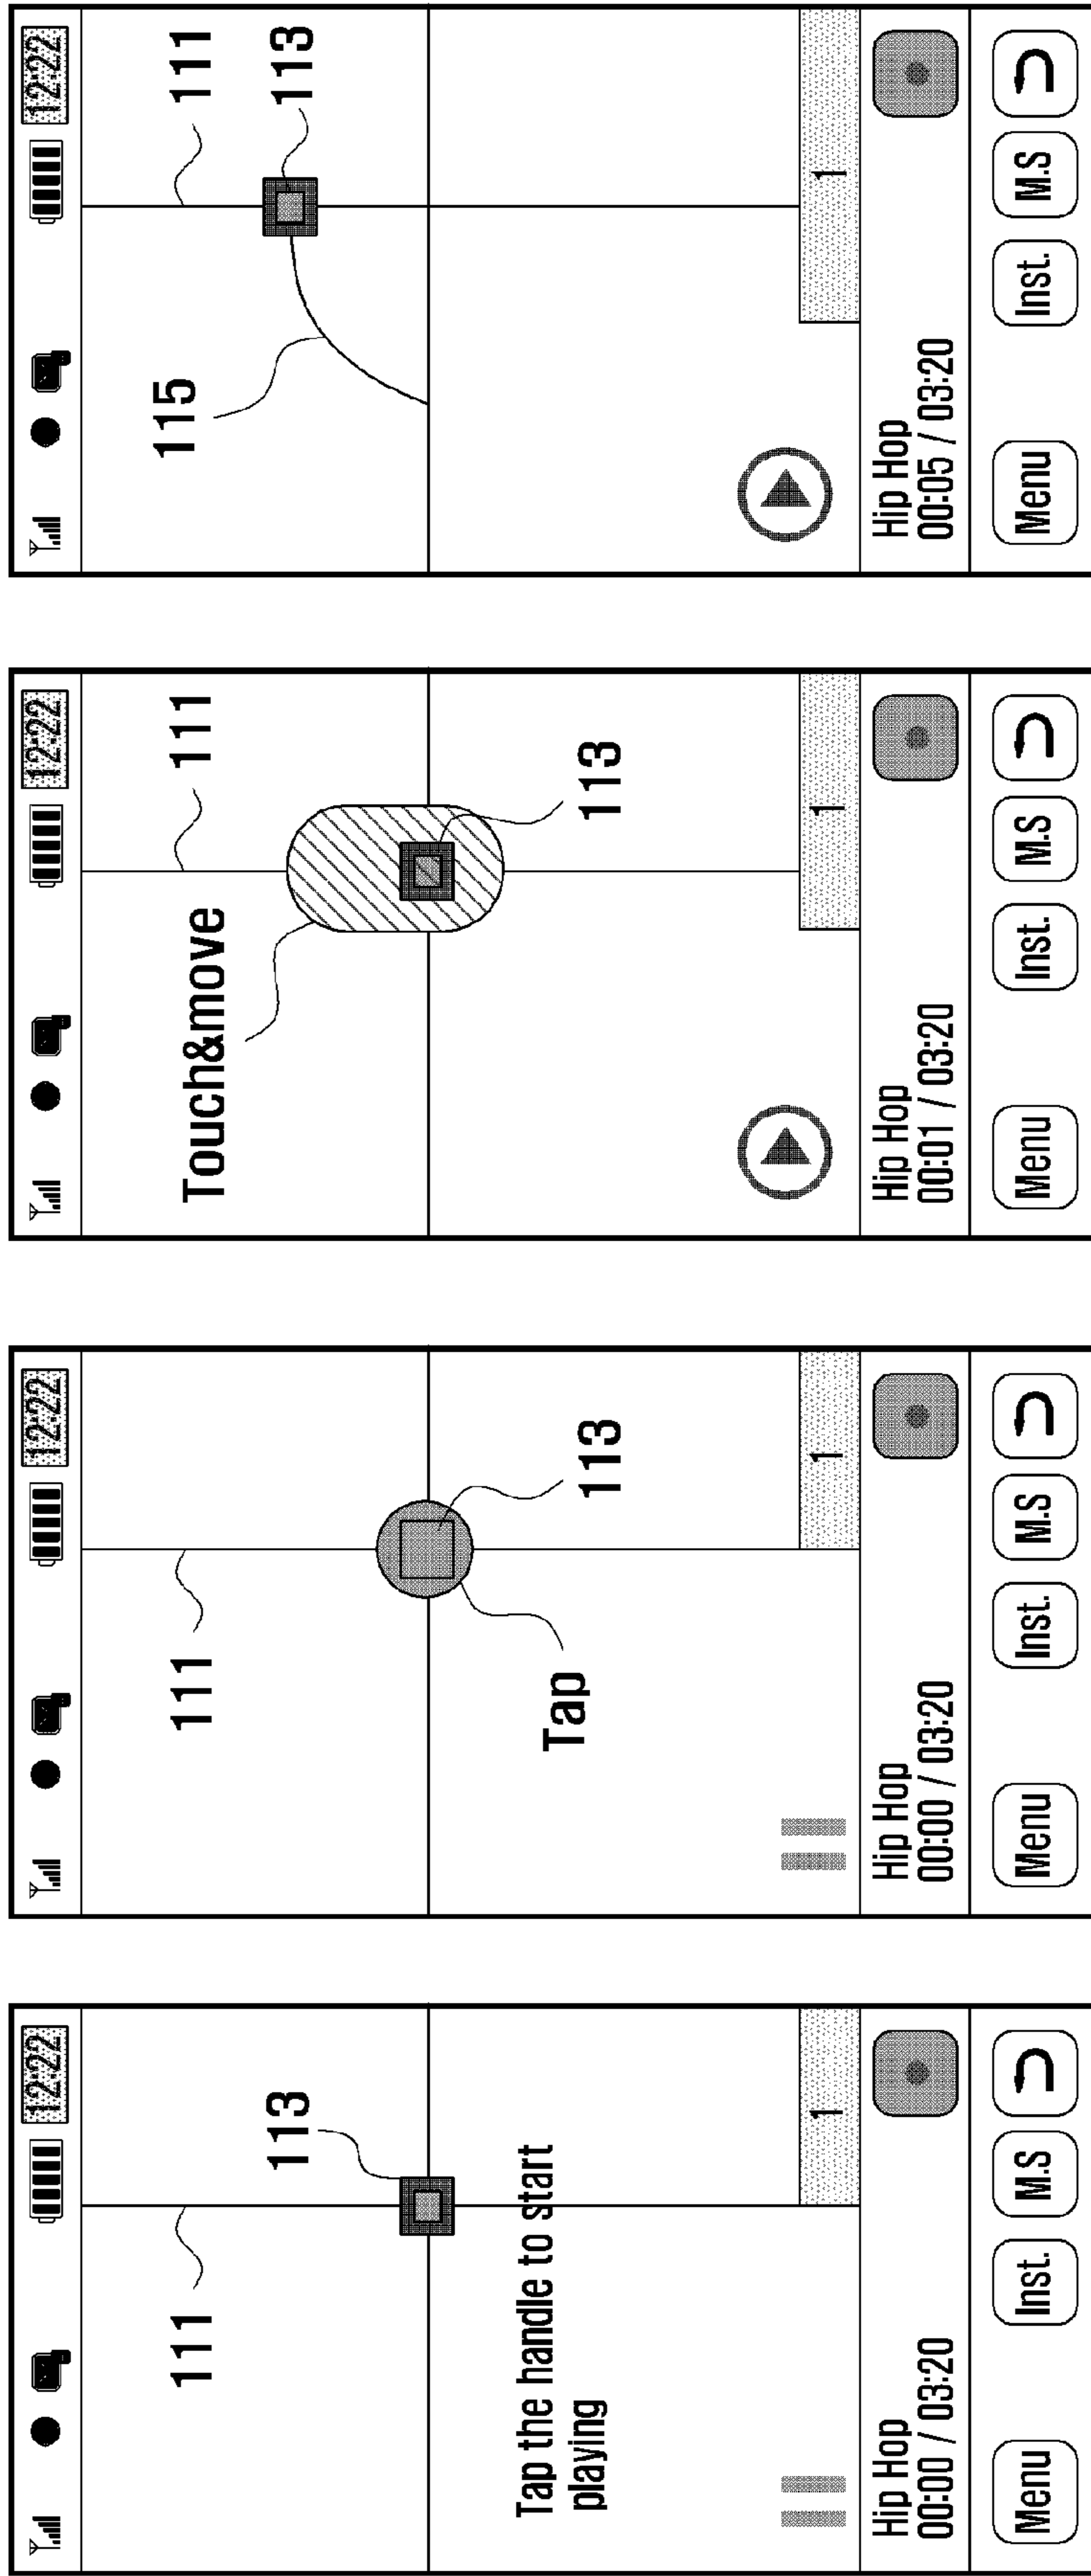 12:22
111
113
Tap the handle to start
playing
1
Hip Hop
00:00 / 03:20
Menu
Inst.
M.S
12:22
111
113
Tap
1
Hip Hop
00:00 / 03:20
Menu
Inst.
M.S
12:22
111
Touch&move
113
1
Hip Hop
00:01 / 03:20
Menu
Inst.
M.S
12:22
111
115
113
1
Hip Hop
00:05 / 03:20
Menu
Inst.
M.S